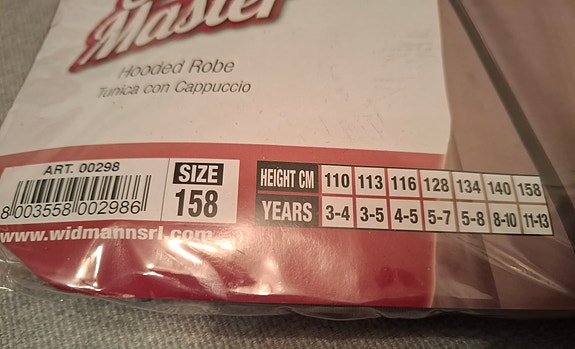 Master
Hooded Robe
Tunica con Cappuccio
ART. 00298
8 003558 002986
SIZE
158
HEIGHT CM 110 113 116 128 134 140 158
YEARS 3-4 3-5 4-5 5-7 5-8 8-10 11-13
www.widmannsrl.com